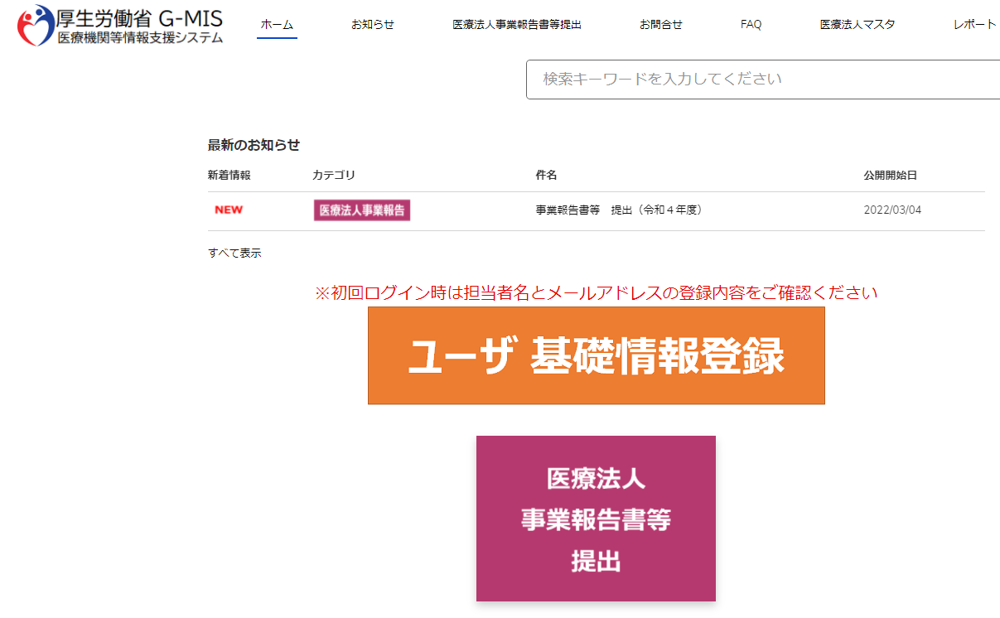 厚生労働省 G-MIS
医療機関等情報支援システム
ホーム
お知らせ
医療法人事業報告書等提出
お問合せ
FAQ
医療法人マスタ
レポート
検索キーワードを入力してください
最新のお知らせ
新着情報 カテゴリ 件名 公開開始日
NEW 医療法人事業報告 事業報告書等　提出（令和４年度） 2022/03/04
すべて表示
※初回ログイン時は担当者名とメールアドレスの登録内容をご確認ください
ユーザ 基礎情報登録
医療法人
事業報告書等
提出